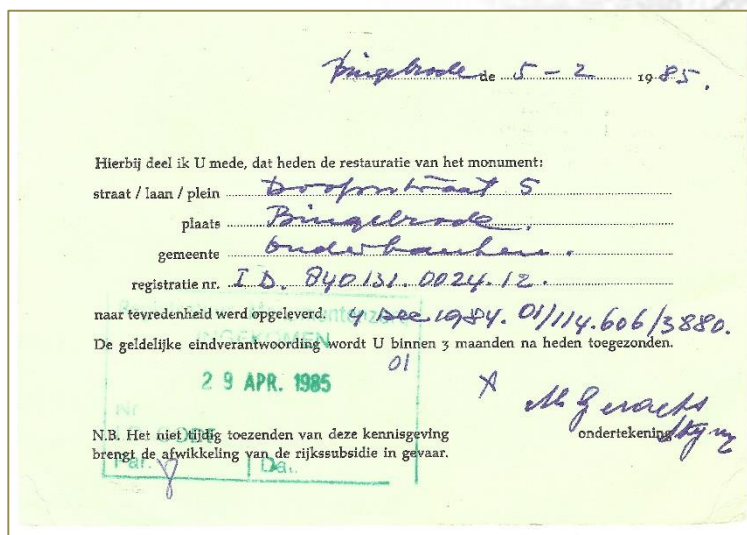 Bingelrade de 5 - 2 1985.
Hierbij deel ik U mede, dat heden de restauratie van het monument:
straat / laan / plein Dorpstraat 5
plaats Bingelrade.
gemeente Onderbanken.
registratie nr. I D. 840131.0024.12.
naar tevredenheid werd opgeleverd. 4 Dec 1984. 01/114.606/3880.
INGEKOMEN
De geldelijke eindverantwoording wordt U binnen 3 maanden na heden toegezonden.
01
29 APR. 1985
X M Geraets
Nr
CODE
N.B. Het niet tijdig toezenden van deze kennisgeving ondertekening
brengt de afwikkeling van de rijkssubsidie in gevaar.
Par. Da.